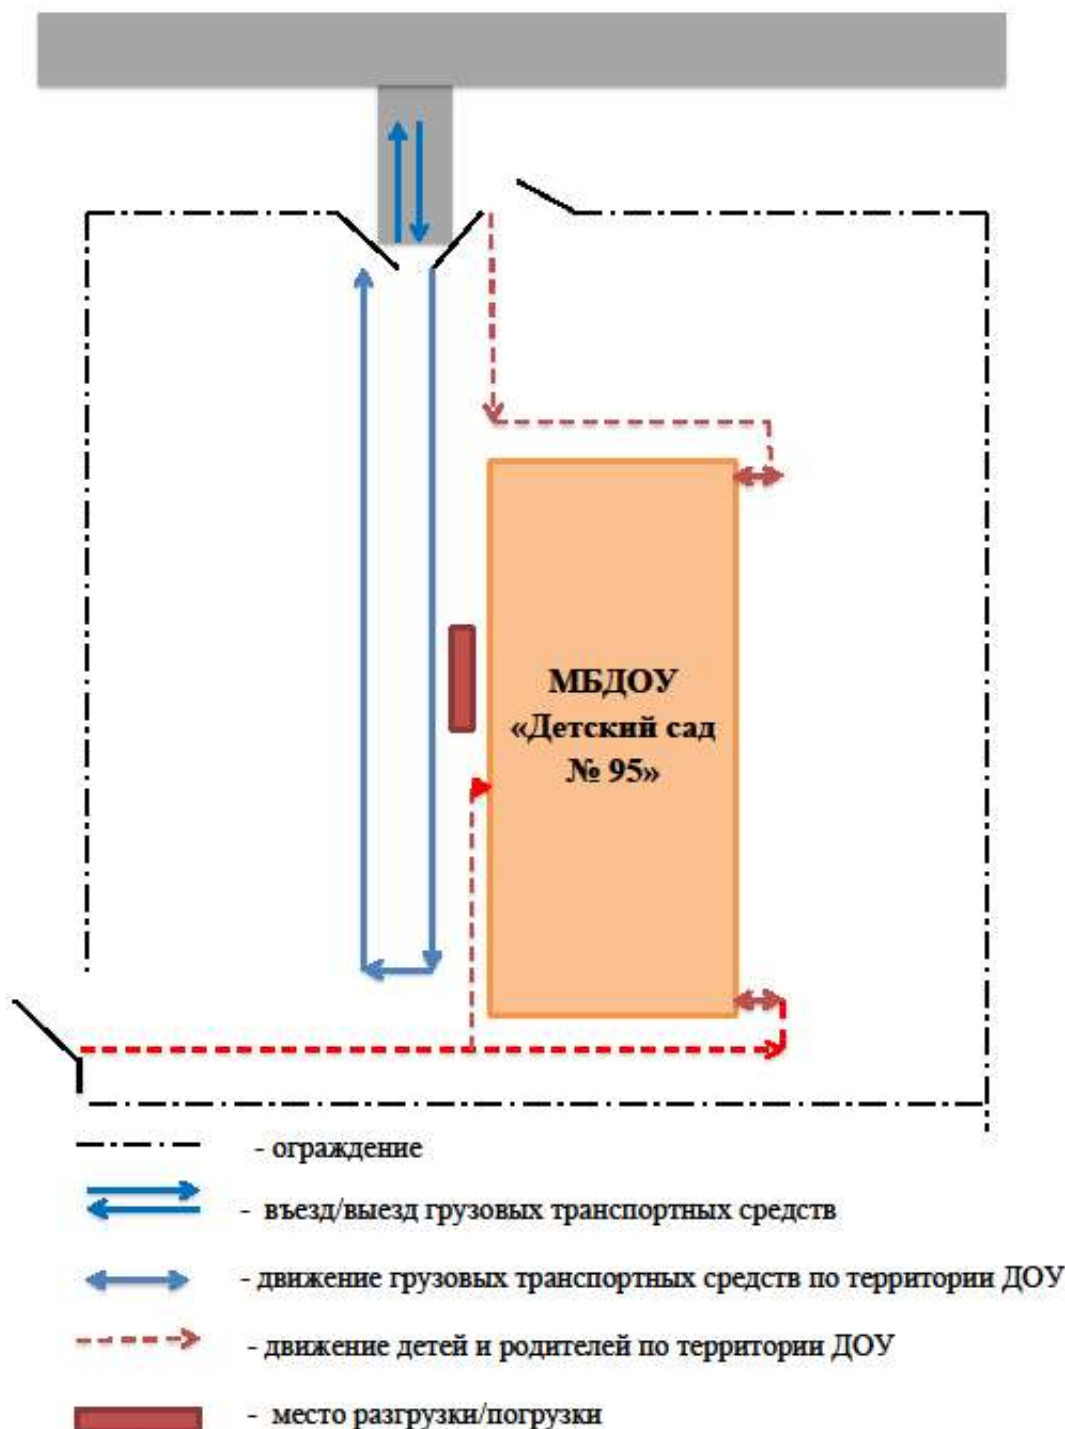 МБДОУ
«Детский сад
№ 95»
- ограждение
- въезд/выезд грузовых транспортных средств
- движение грузовых транспортных средств по территории ДОУ
- движение детей и родителей по территории ДОУ
- место разгрузки/погрузки